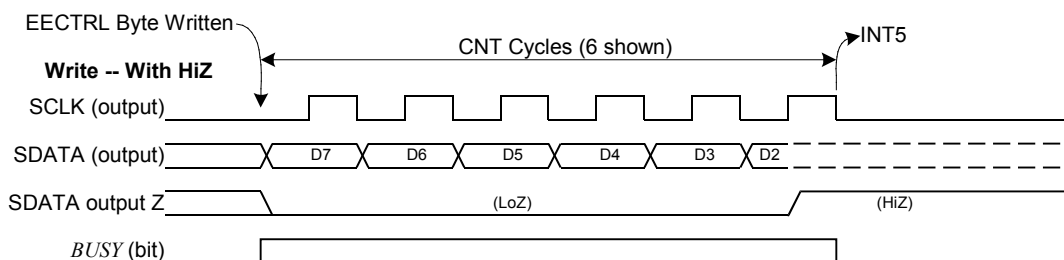 EECTRL Byte Written
CNT Cycles (6 shown)
INT5
Write -- With HiZ
SCLK (output)
SDATA (output)
D7
D6
D5
D4
D3
D2
SDATA output Z
(LoZ)
(HiZ)
BUSY (bit)